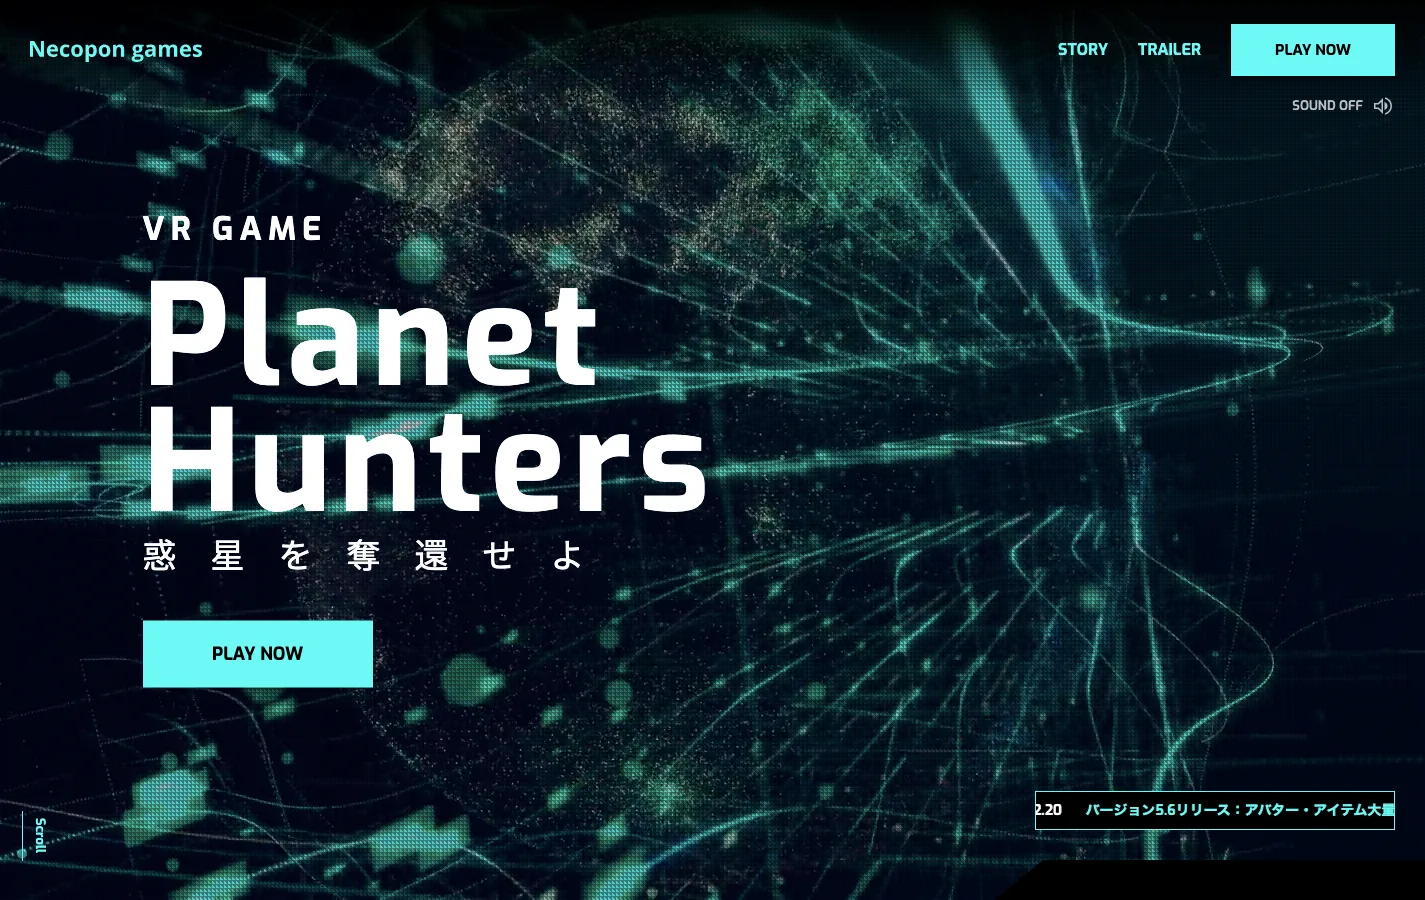 Necopon games
STORY
TRAILER
PLAY NOW
SOUND OFF
VR GAME
Planet
Hunters
惑星を奪還せよ
PLAY NOW
2.20 バージョン5.6リリース：アバター・アイテム大量
Scroll